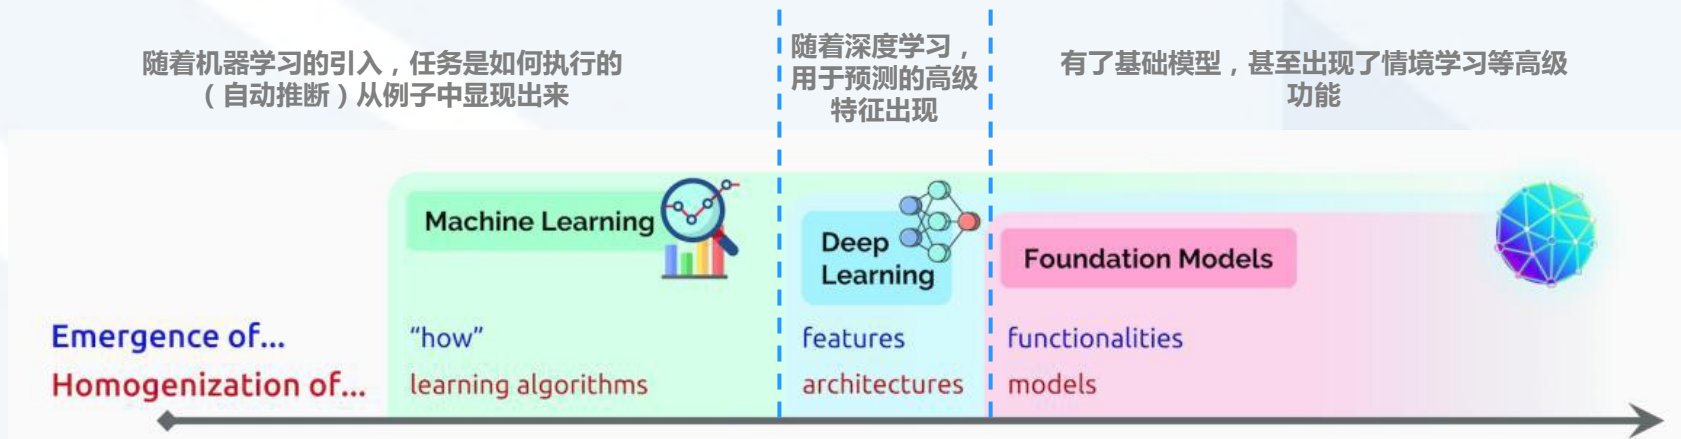 随着机器学习的引入，任务是如何执行的
（自动推断）从例子中显现出来
随着深度学习，
用于预测的高级
特征出现
有了基础模型，甚至出现了情境学习等高级
功能
Machine Learning
Deep
Learning
Foundation Models
Emergence of...
“how”
features
functionalities
Homogenization of...
learning algorithms
architectures
models